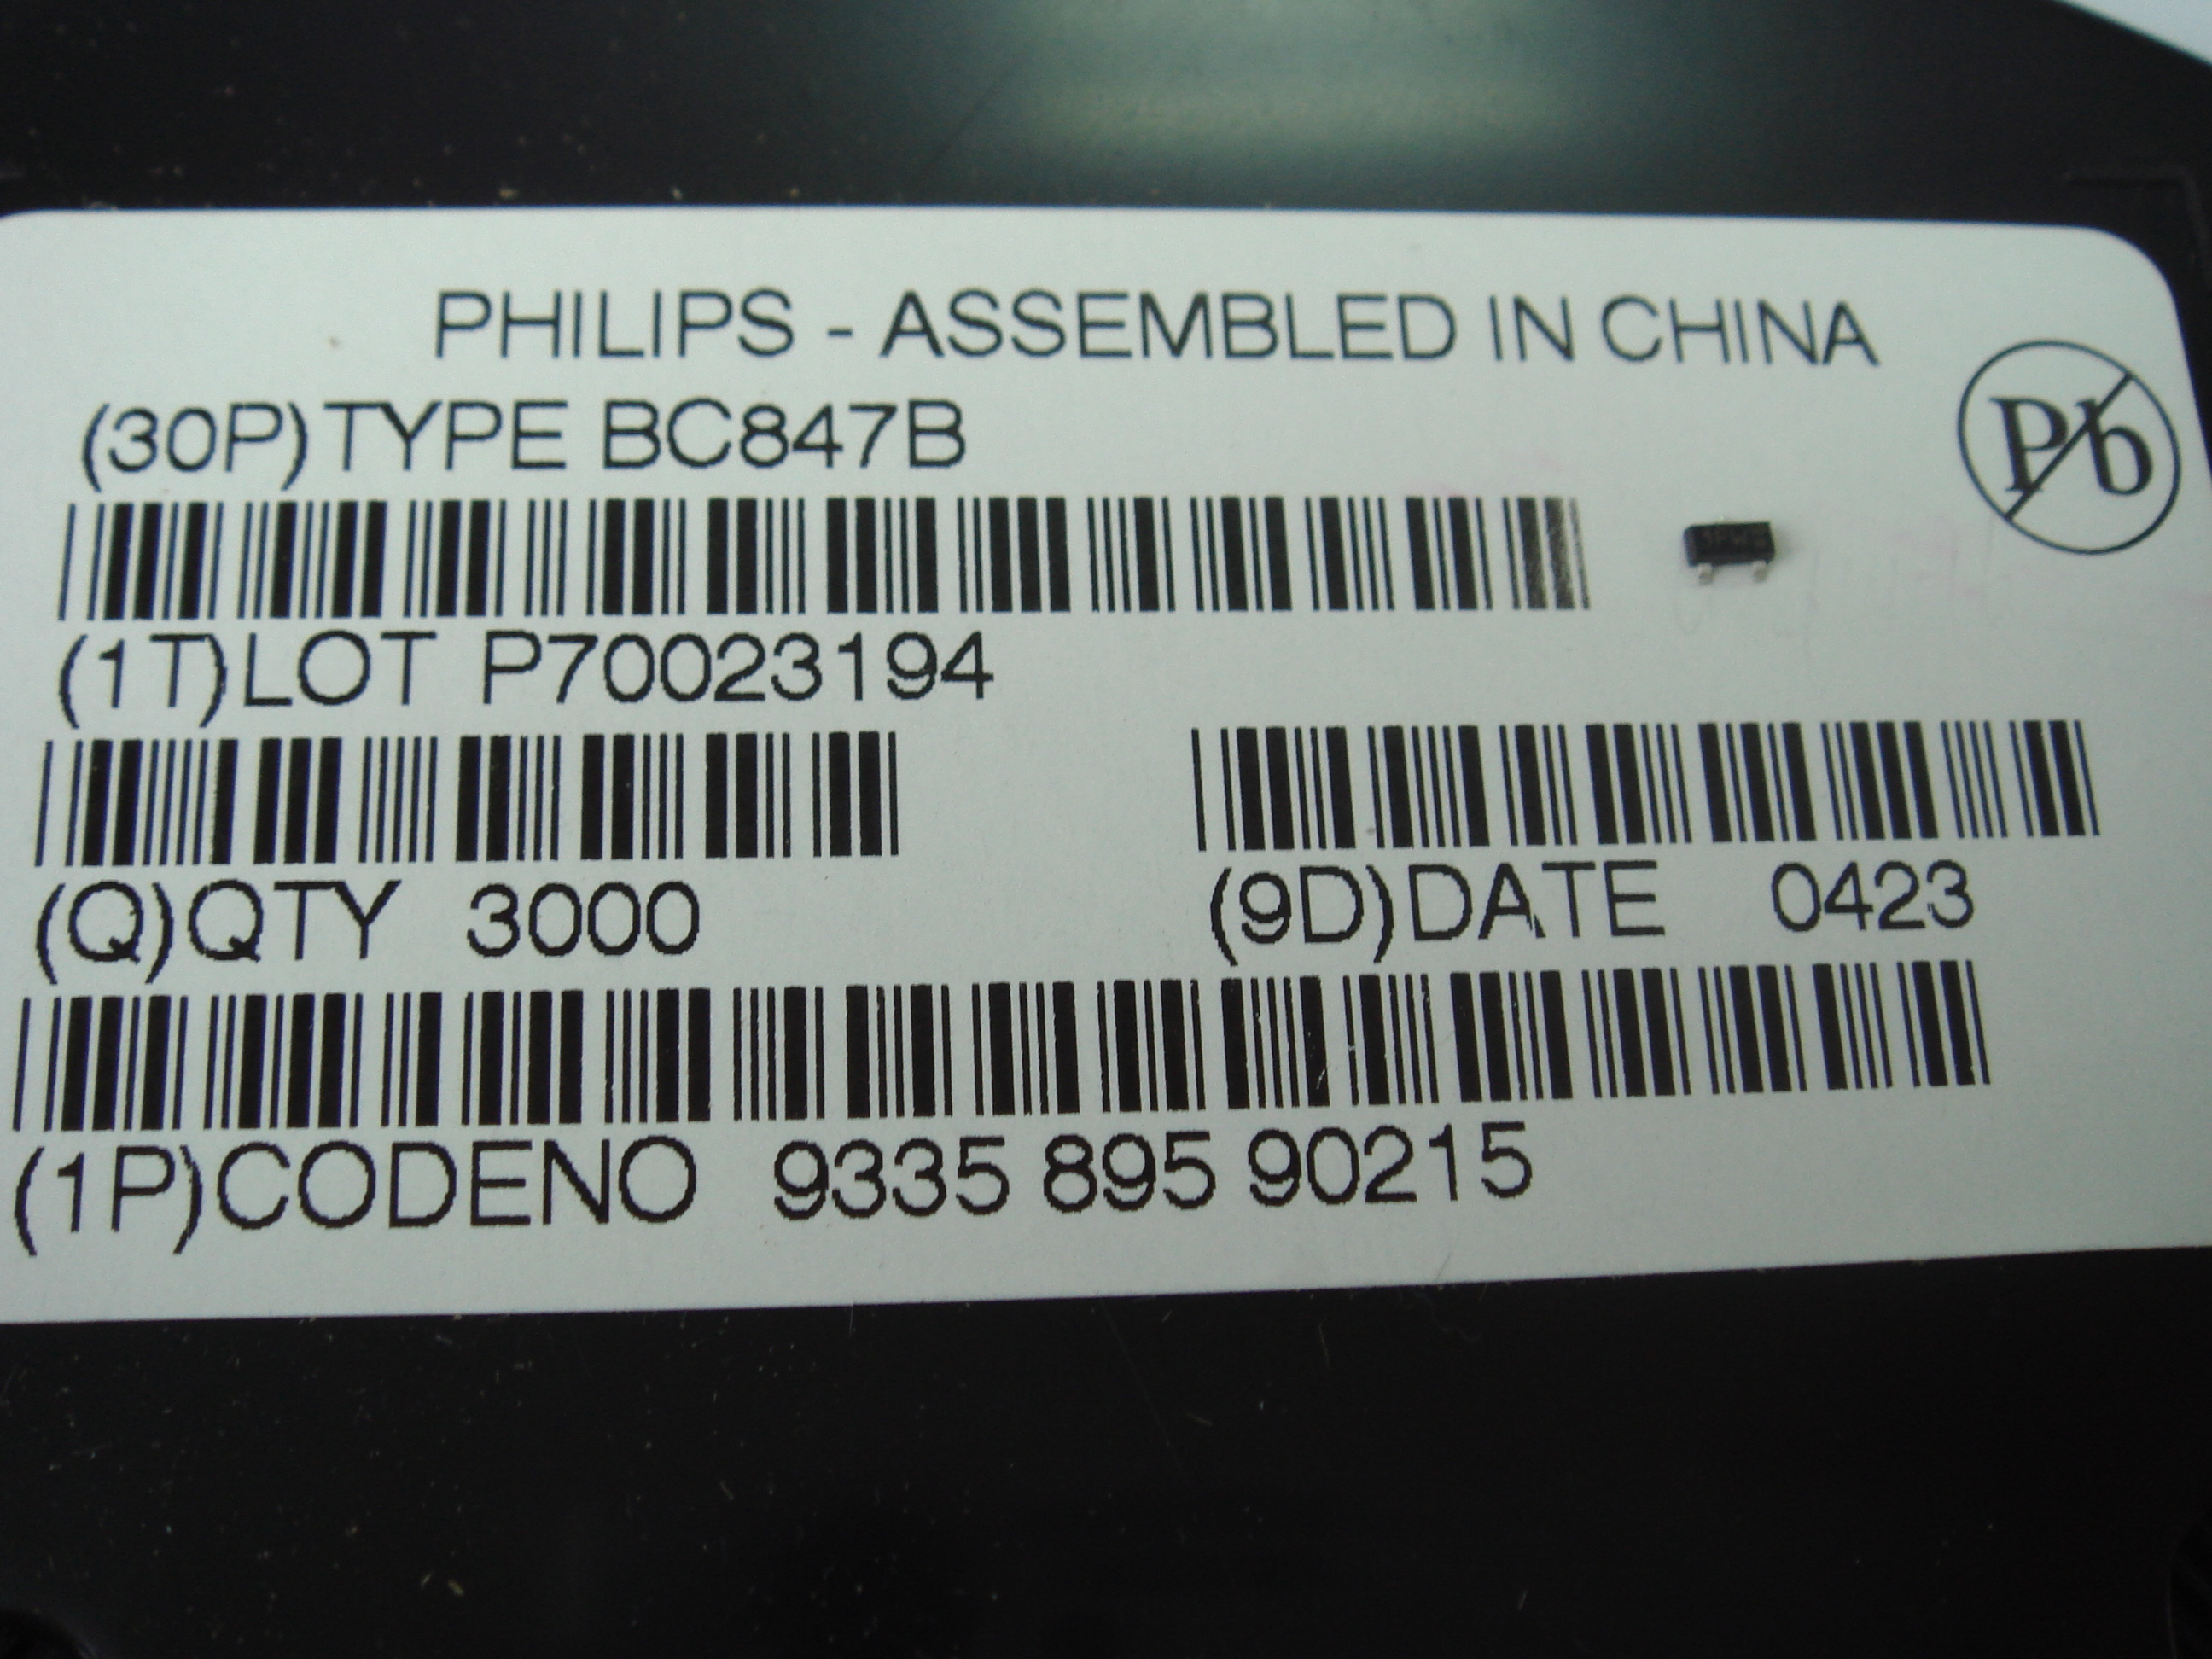 PHILIPS - ASSEMBLED IN CHINA
(30P)TYPE BC847B
Pb
(1T)LOT P70023194
(Q)QTY 3000
(9D)DATE 0423
(1P)CODENO 9335 895 90215